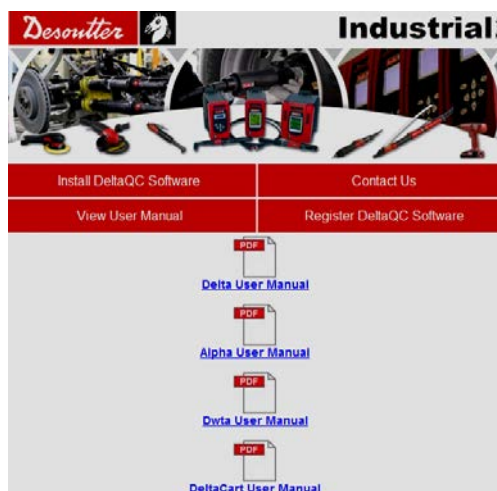 Desoutter
Industrial
Install DeltaQC Software
Contact Us
View User Manual
Register DeltaQC Software
PDF
Delta User Manual
PDF
Alpha User Manual
PDF
Dwta User Manual
PDF
DeltaCart User Manual